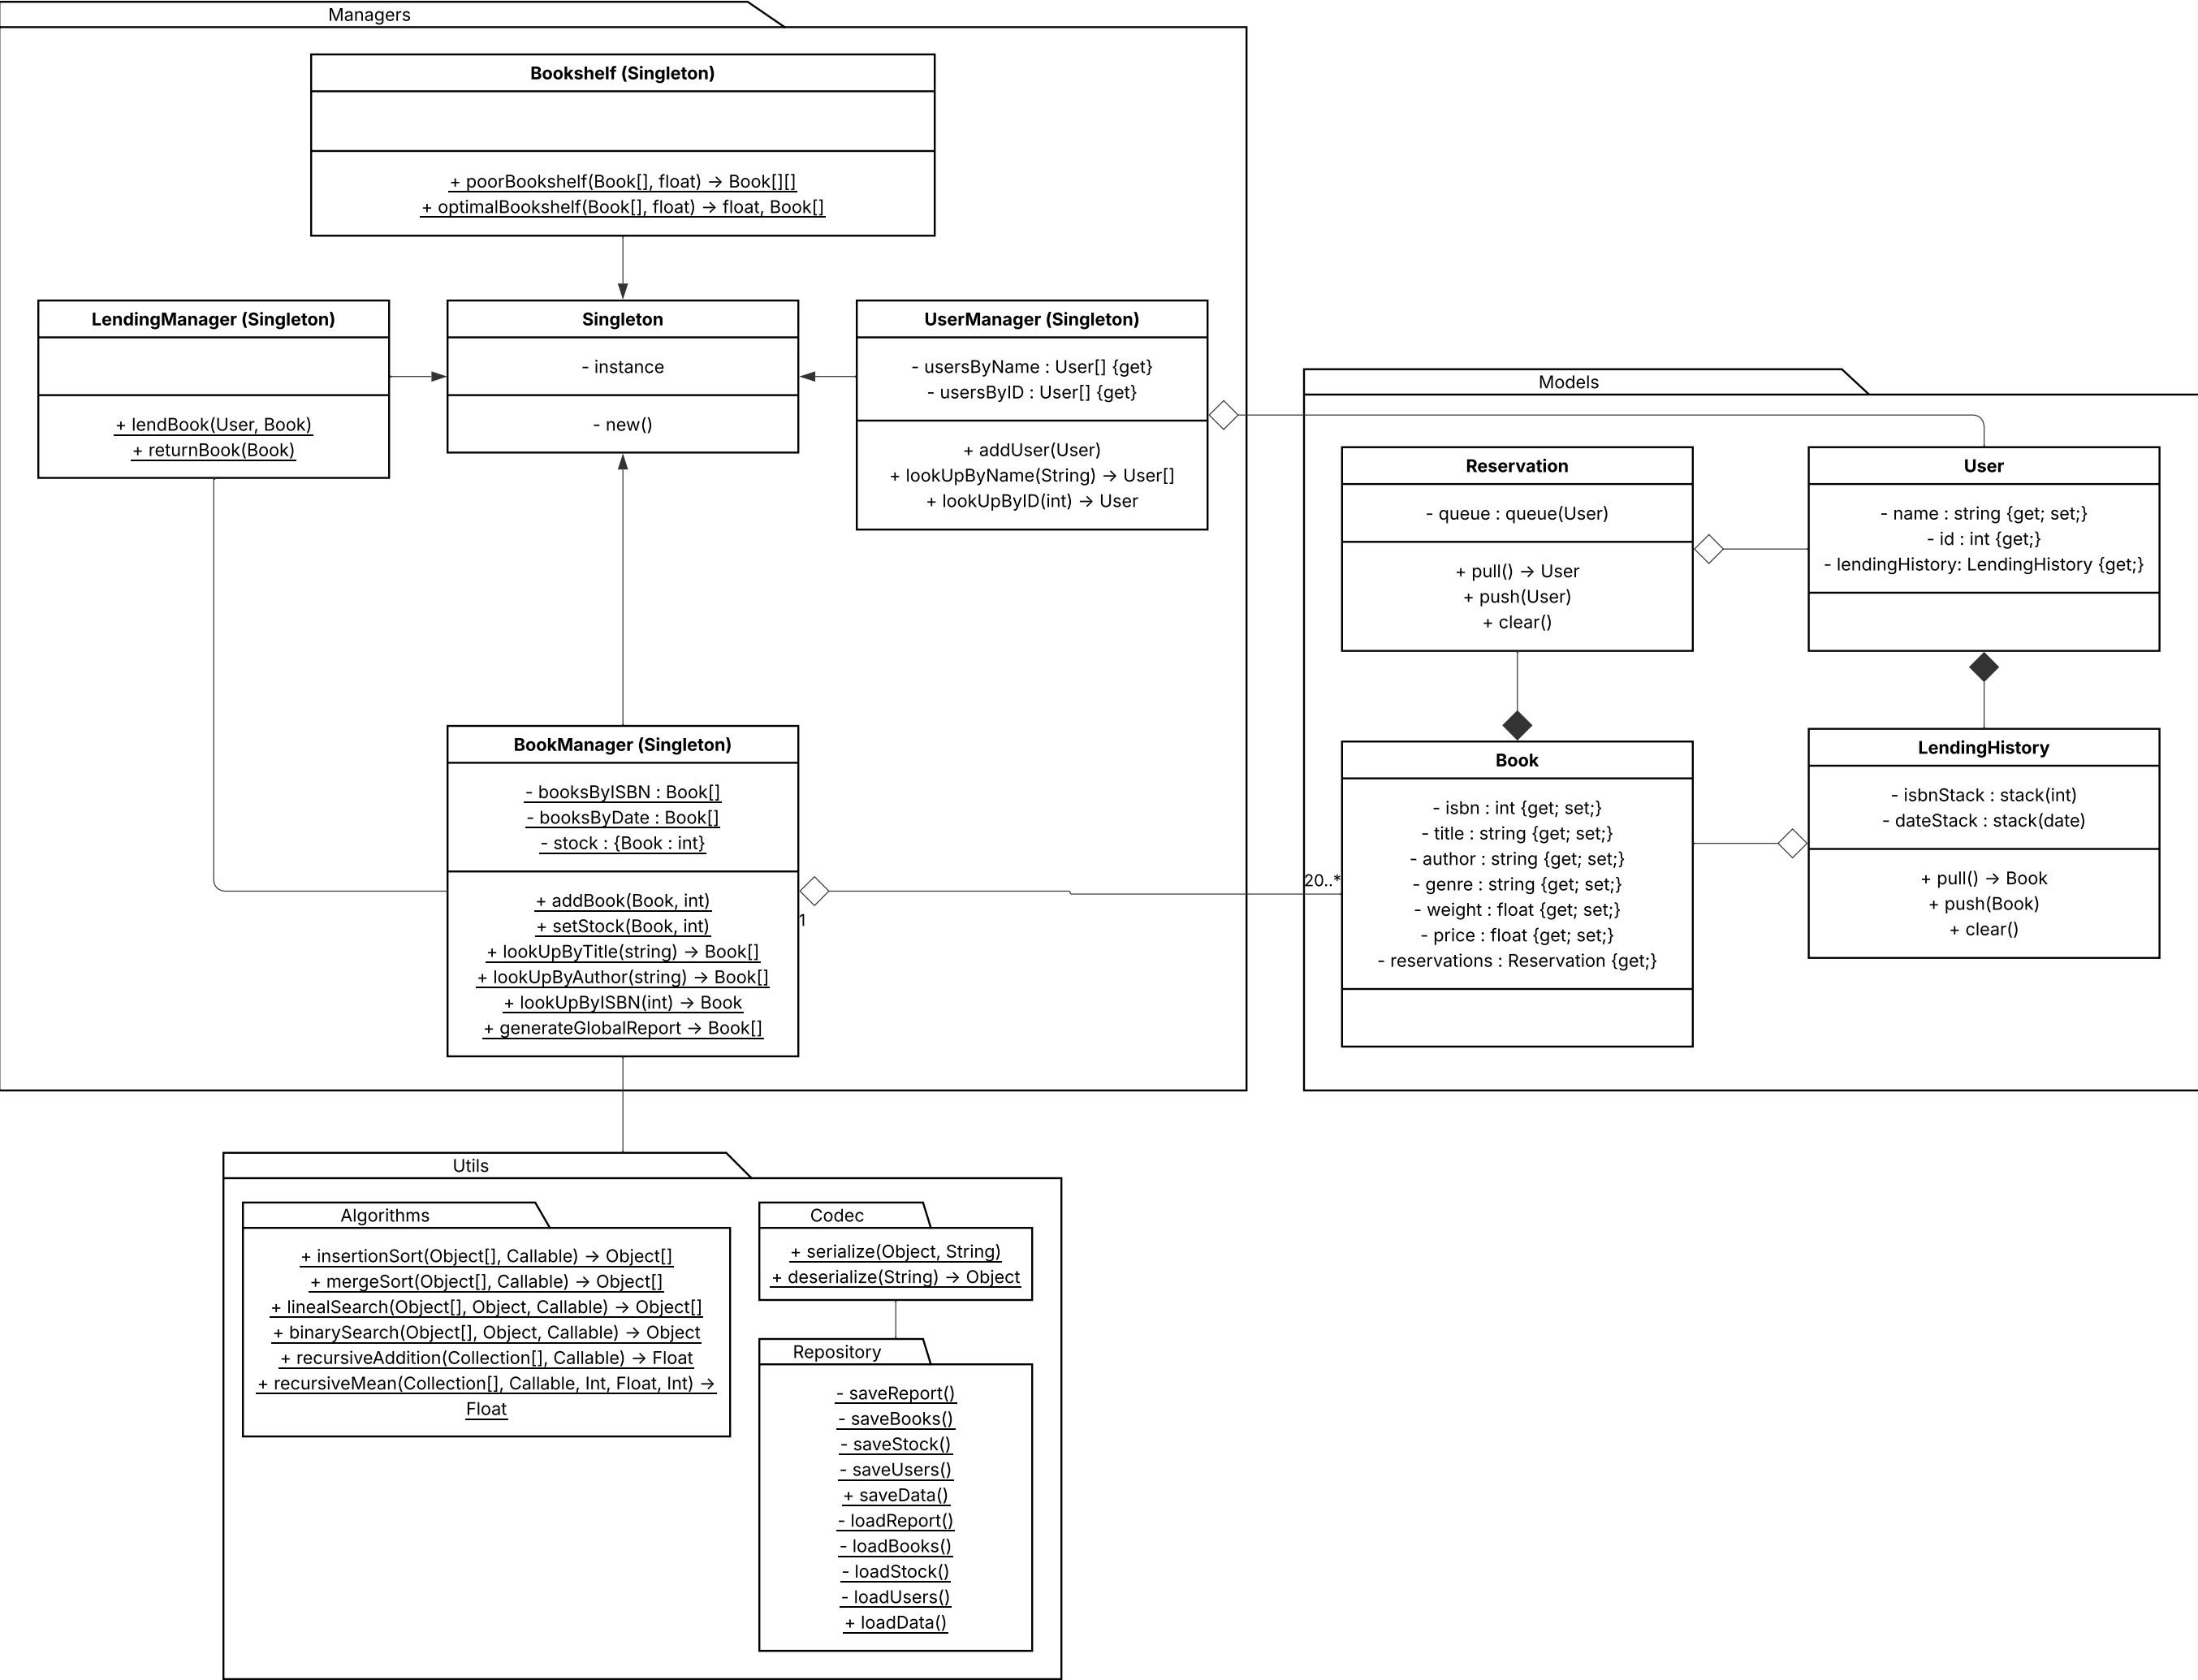 Managers
Bookshelf (Singleton)
+ poorBookshelf(Book[], float) → Book[][]
+ optimalBookshelf(Book[], float) → float, Book[]
LendingManager (Singleton)
+ lendBook(User, Book)
+ returnBook(Book)
Singleton
- instance
- new()
UserManager (Singleton)
- usersByName : User[] {get}
- usersByID : User[] {get}
+ addUser(User)
+ lookUpByName(String) → User[]
+ lookUpByID(int) → User
BookManager (Singleton)
- booksByISBN : Book[]
- booksByDate : Book[]
- stock : {Book : int}
+ addBook(Book, int)
+ setStock(Book, int)
+ lookUpByTitle(string) → Book[]
+ lookUpByAuthor(string) → Book[]
+ lookUpByISBN(int) → Book
+ generateGlobalReport → Book[]
1
20..*
Models
Reservation
- queue : queue(User)
+ pull() → User
+ push(User)
+ clear()
User
- name : string {get; set;}
- id : int {get;}
- lendingHistory: LendingHistory {get;}
Book
- isbn : int {get; set;}
- title : string {get; set;}
- author : string {get; set;}
- genre : string {get; set;}
- weight : float {get; set;}
- price : float {get; set;}
- reservations : Reservation {get;}
LendingHistory
- isbnStack : stack(int)
- dateStack : stack(date)
+ pull() → Book
+ push(Book)
+ clear()
Utils
Algorithms
+ insertionSort(Object[], Callable) → Object[]
+ mergeSort(Object[], Callable) → Object[]
+ linealSearch(Object[], Object, Callable) → Object[]
+ binarySearch(Object[], Object, Callable) → Object
+ recursiveAddition(Collection[], Callable) → Float
+ recursiveMean(Collection[], Callable, Int, Float, Int) →
Float
Codec
+ serialize(Object, String)
+ deserialize(String) → Object
Repository
- saveReport()
- saveBooks()
- saveStock()
- saveUsers()
+ saveData()
- loadReport()
- loadBooks()
- loadStock()
- loadUsers()
+ loadData()